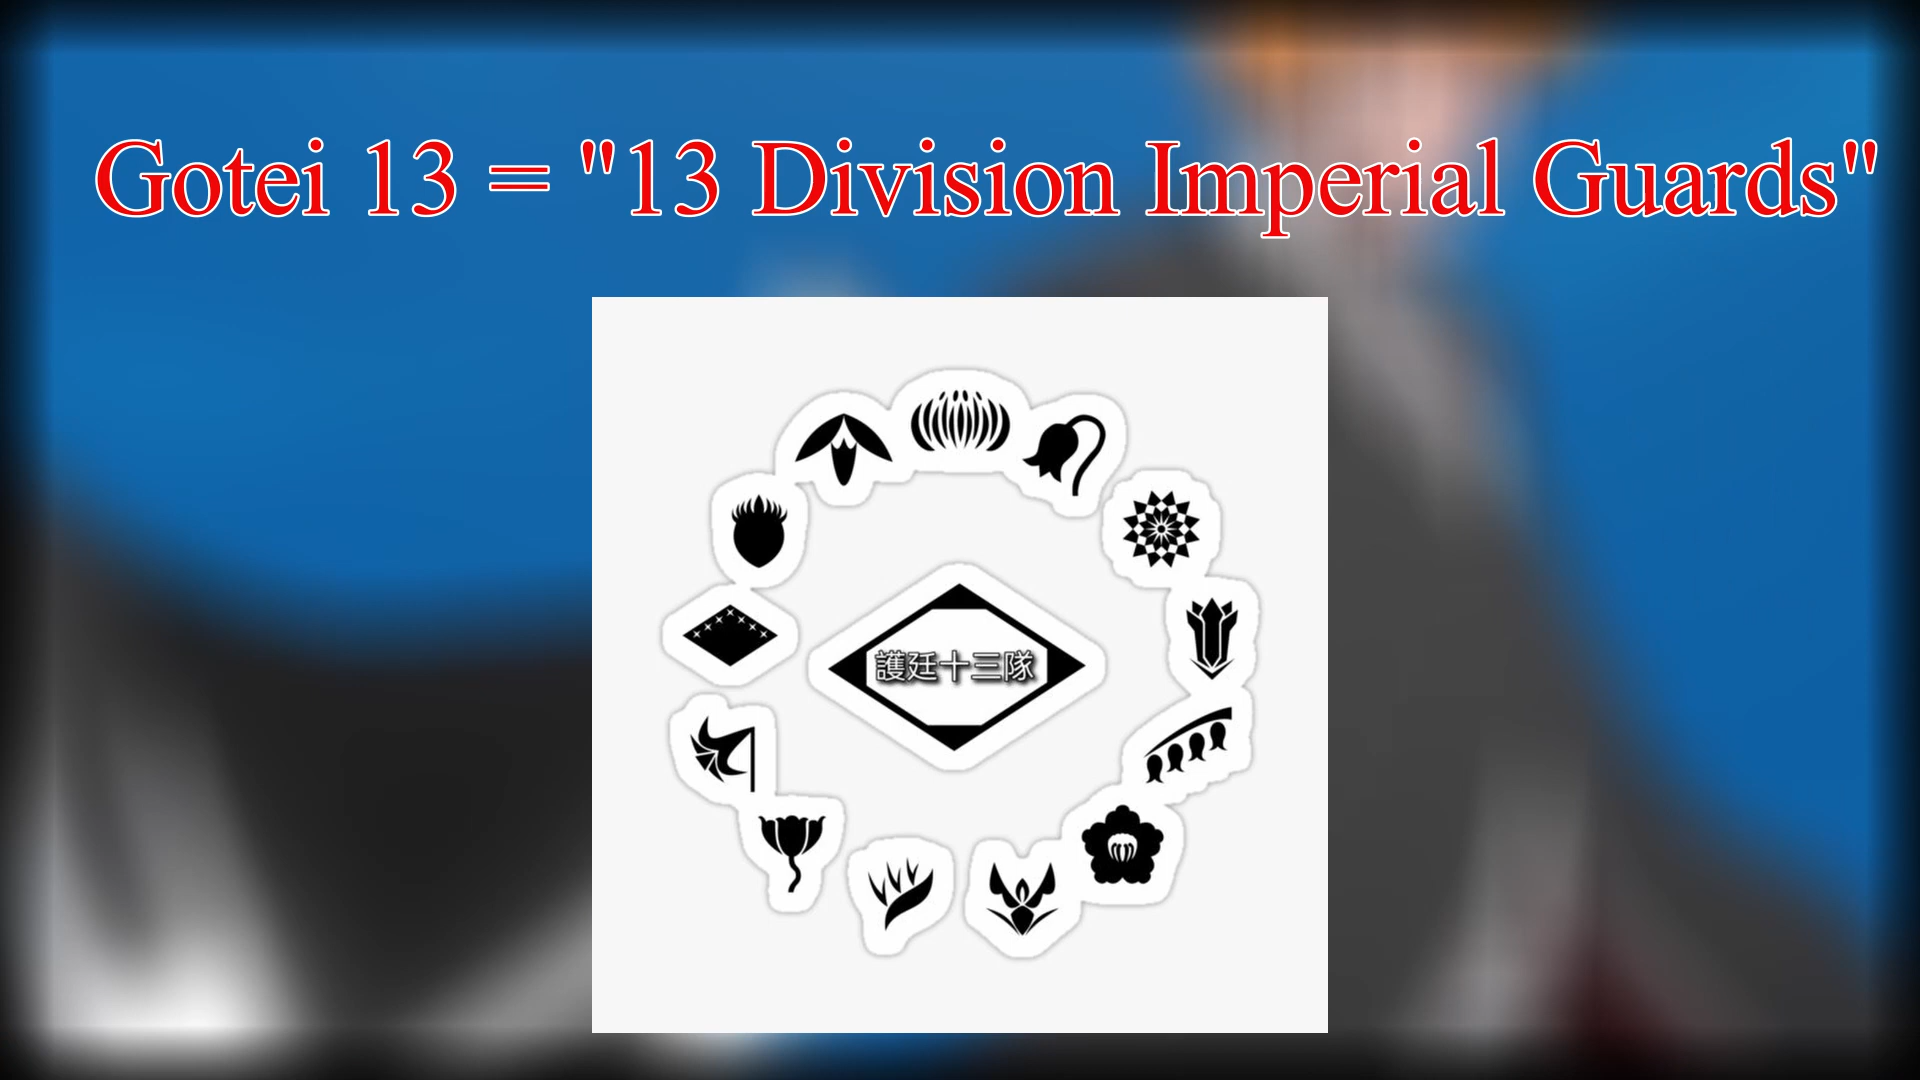 Gotei 13 = "13 Division Imperial Guards"
護廷十三隊